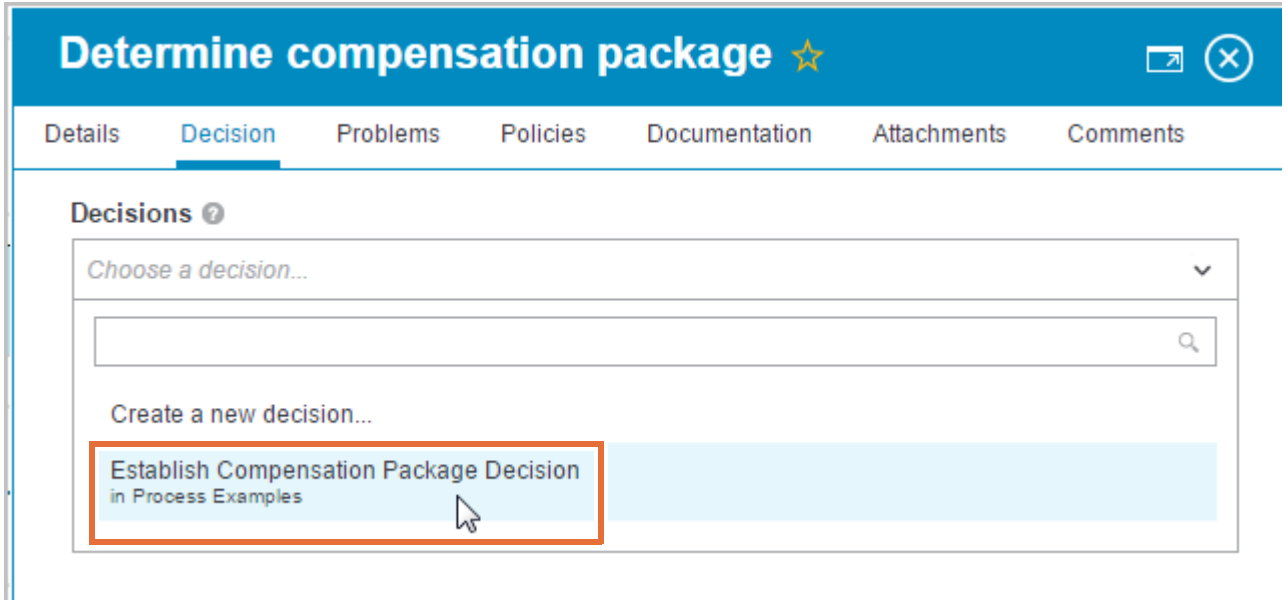 Determine compensation package
Details Decision Problems Policies Documentation Attachments Comments
Decisions
Choose a decision...
Create a new decision...
Establish Compensation Package Decision
in Process Examples